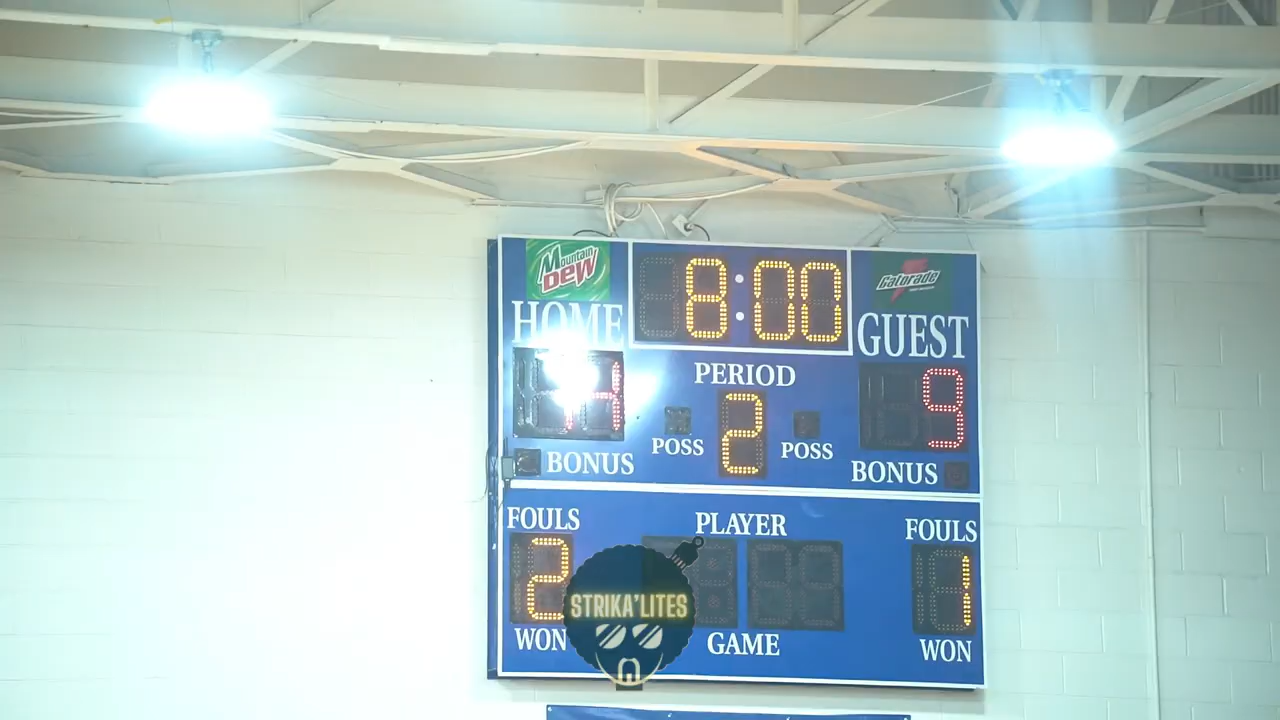 Mountain
Dew
HOME
8:00
Gatorade
GUEST
PERIOD
2
9
POSS
POSS
BONUS
BONUS
FOULS
PLAYER
FOULS
2
1
STRIKA'LITES
WON
GAME
WON